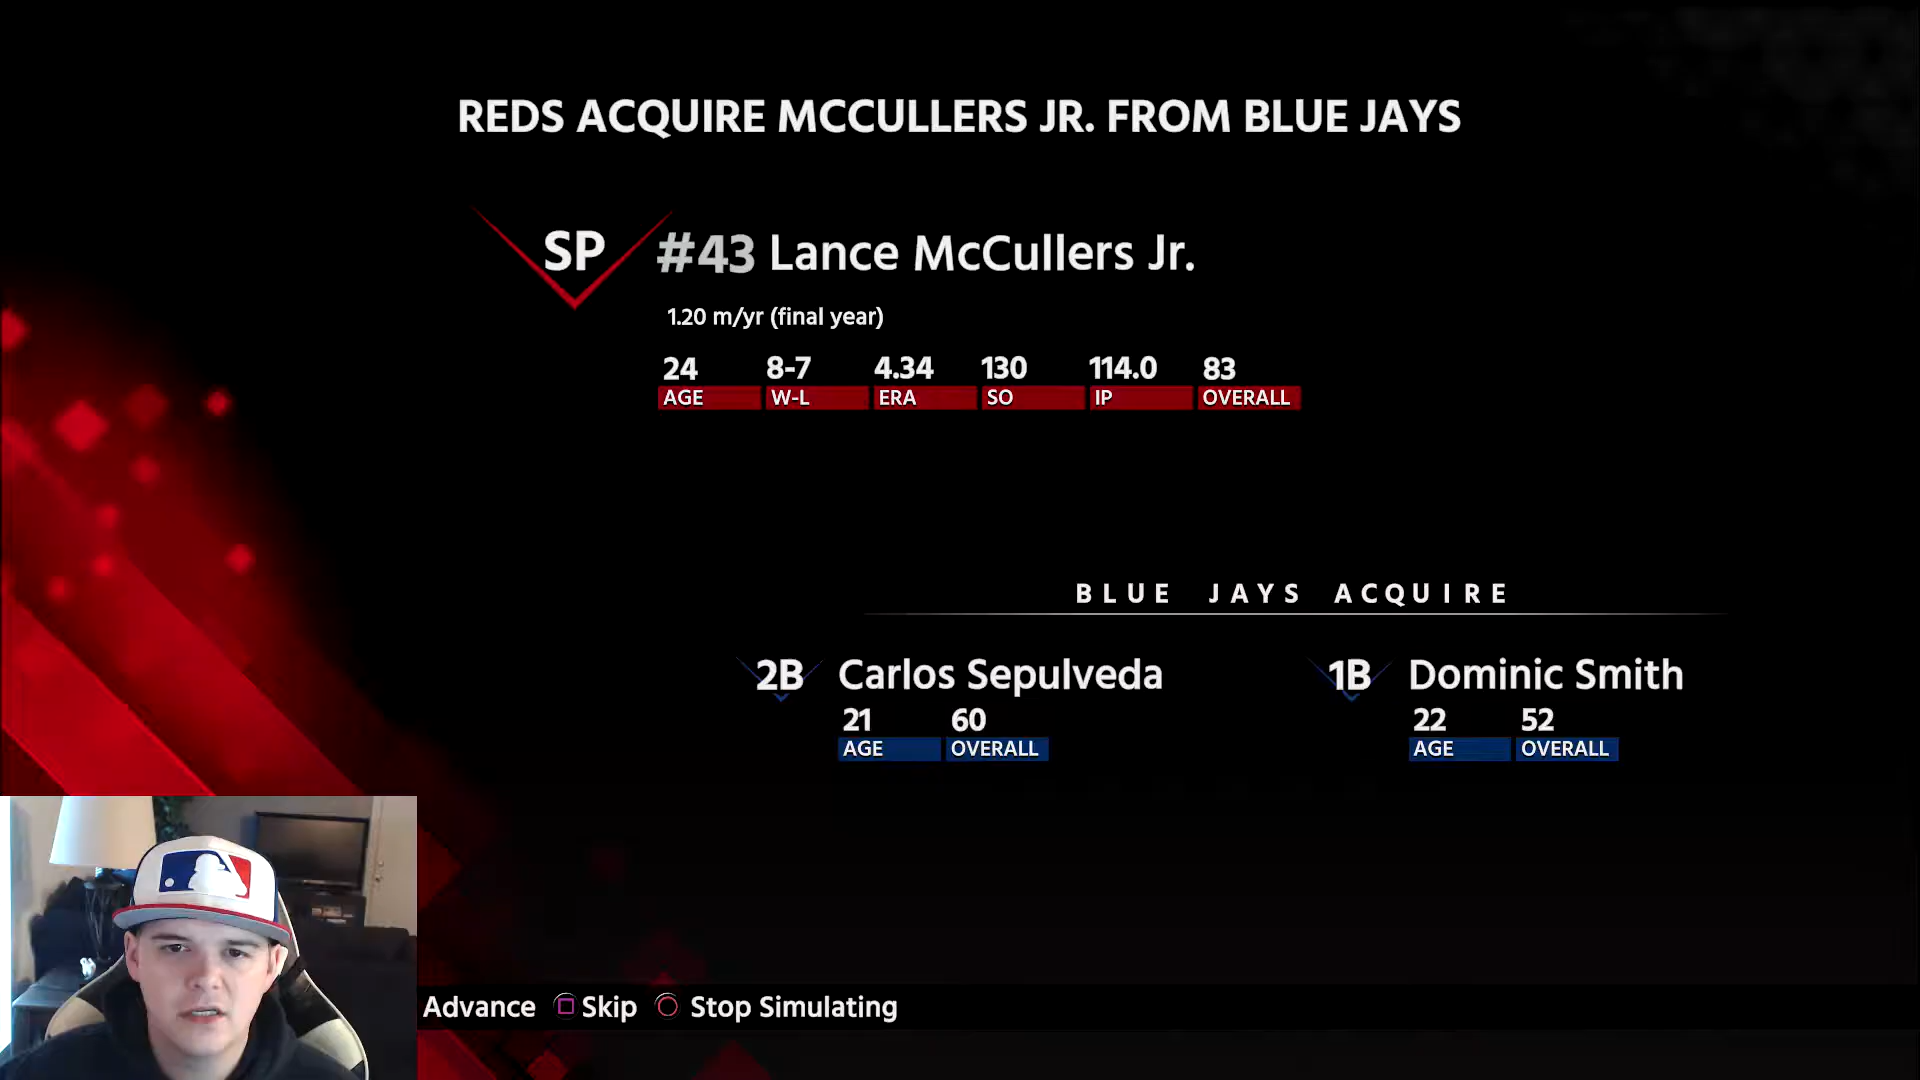 REDS ACQUIRE MCCULLERS JR. FROM BLUE JAYS
SP #43 Lance McCullers Jr.
1.20 m/yr (final year)
24 8-7 4.34 130 114.0 83
AGE W-L ERA SO IP OVERALL
BLUE JAYS ACQUIRE
2B Carlos Sepulveda 1B Dominic Smith
21 60 22 52
AGE OVERALL AGE OVERALL
Advance Skip Stop Simulating